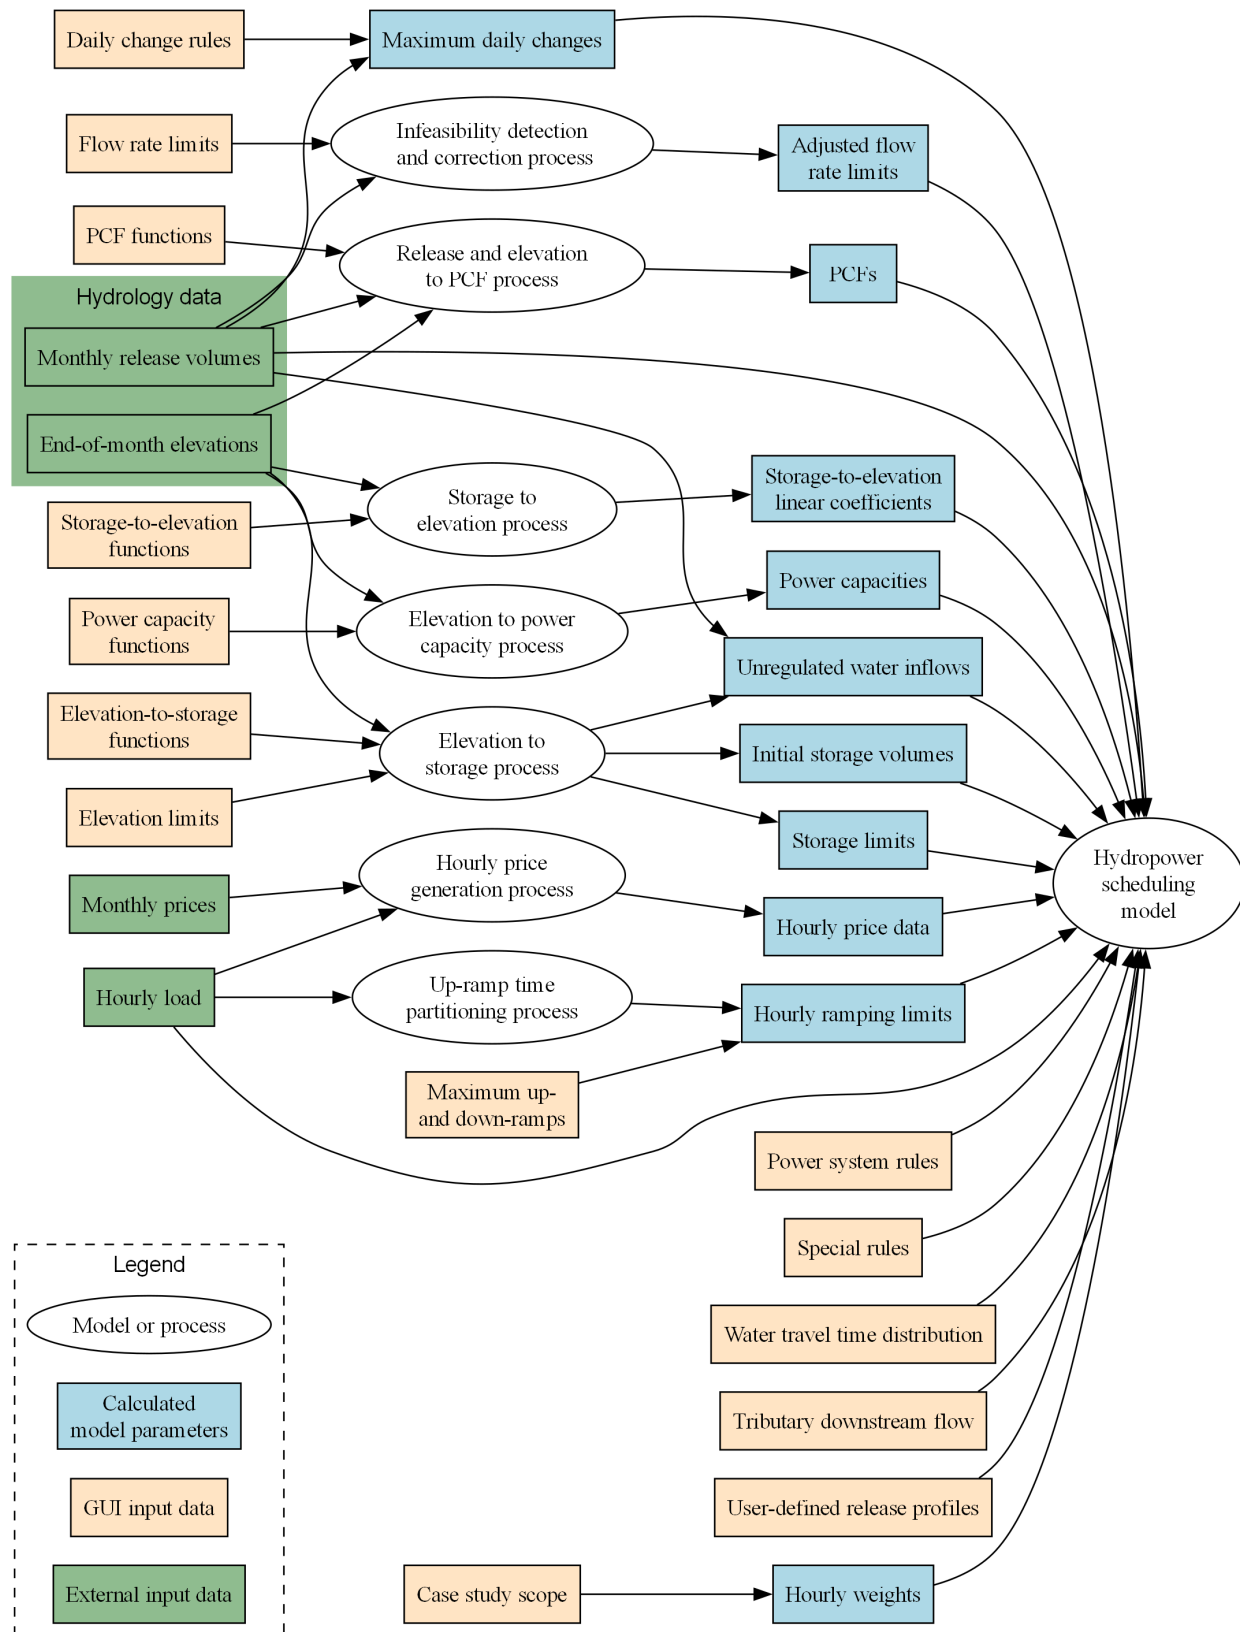 Daily change rules
Maximum daily changes
Flow rate limits
Infeasibility detection
and correction process
Adjusted flow
rate limits
PCF functions
Release and elevation
to PCF process
PCFs
Hydrology data
Monthly release volumes
End-of-month elevations
Storage-to-elevation
functions
Storage to
elevation process
Storage-to-elevation
linear coefficients
Power capacity
functions
Elevation to power
capacity process
Power capacities
Unregulated water inflows
Elevation-to-storage
functions
Elevation to
storage process
Initial storage volumes
Elevation limits
Storage limits
Hydropower
scheduling
model
Monthly prices
Hourly price
generation process
Hourly price data
Hourly load
Up-ramp time
partitioning process
Hourly ramping limits
Maximum up-
and down-ramps
Power system rules
Special rules
Water travel time distribution
Tributary downstream flow
User-defined release profiles
Case study scope
Hourly weights
Legend
Model or process
Calculated
model parameters
GUI input data
External input data